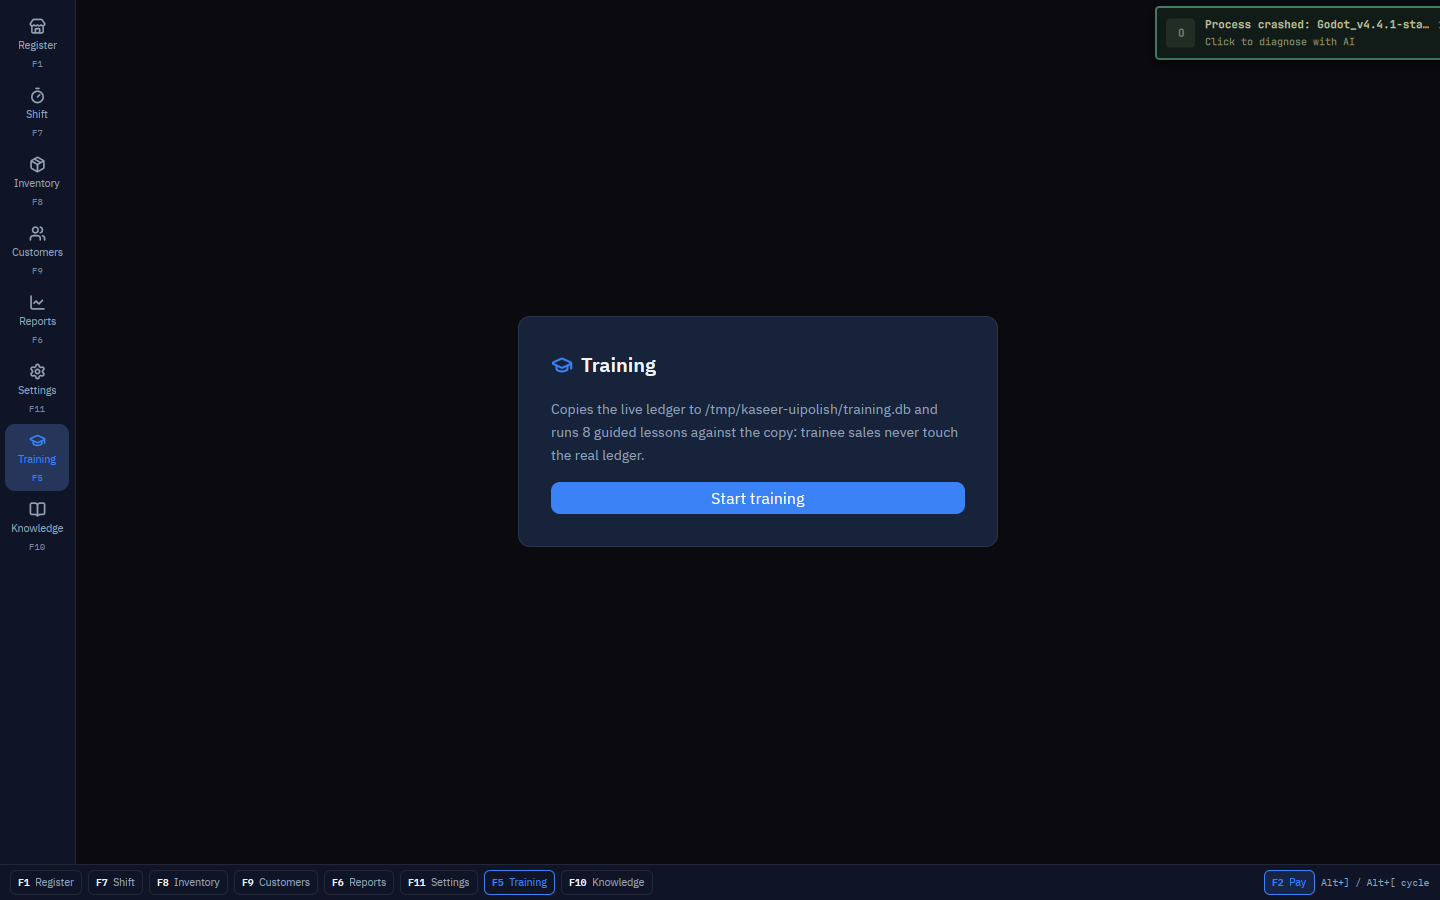 Register
F1
Shift
F7
Inventory
F8
Customers
F9
Reports
F6
Settings
F11
Training
F5
Knowledge
F10
0
Process crashed: Godot_v4.4.1-sta…
Click to diagnose with AI
Training
Copies the live ledger to /tmp/kaseer-uipolish/training.db and
runs 8 guided lessons against the copy: trainee sales never touch
the real ledger.
Start training
F1 Register F7 Shift F8 Inventory F9 Customers F6 Reports F11 Settings F5 Training F10 Knowledge F2 Pay Alt+] / Alt+[ cycle